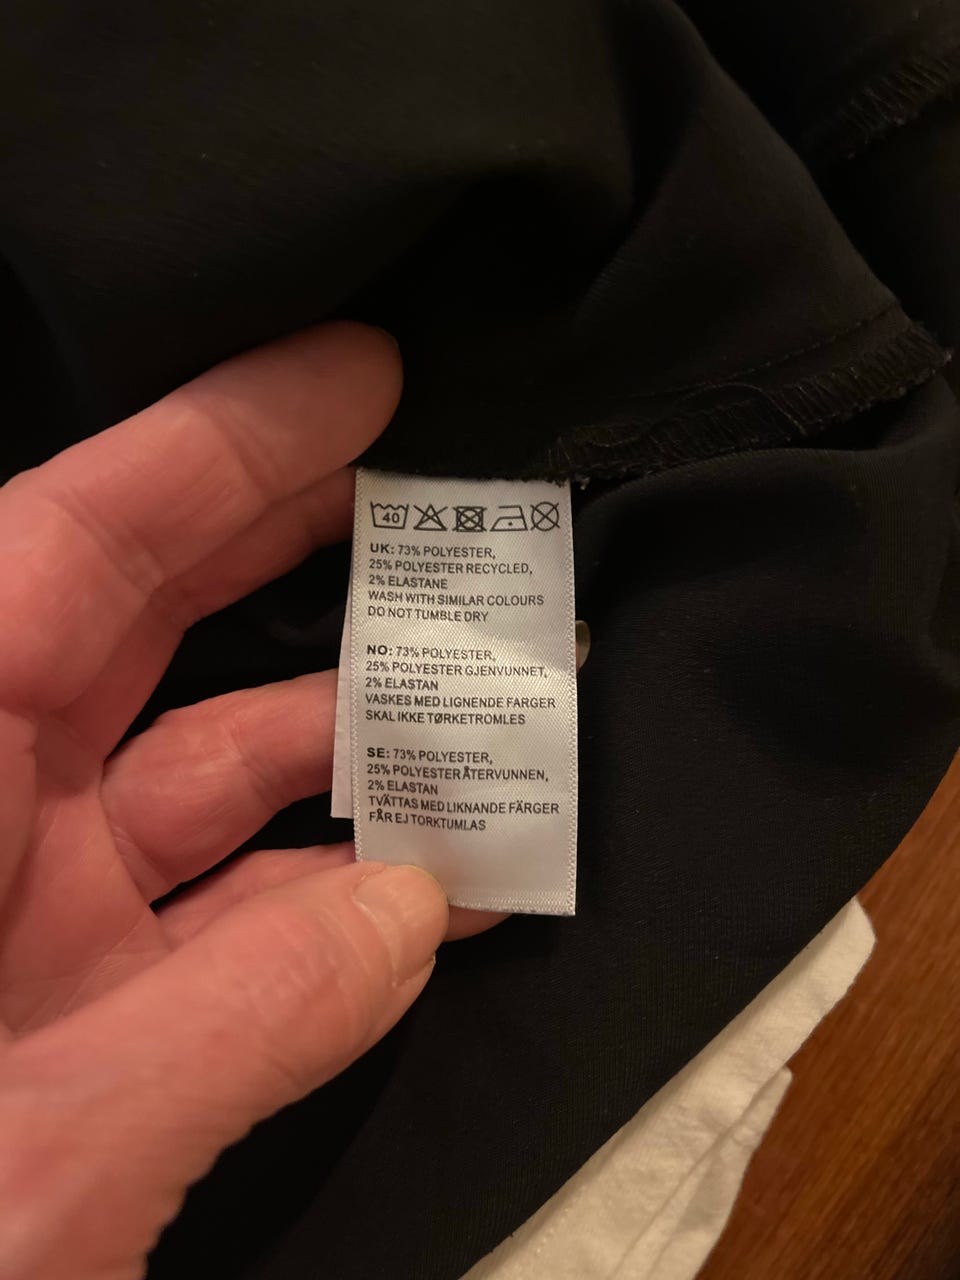 40
UK: 73% POLYESTER,
25% POLYESTER RECYCLED,
2% ELASTANE
WASH WITH SIMILAR COLOURS
DO NOT TUMBLE DRY
NO: 73% POLYESTER,
25% POLYESTER GJENVUNNET,
2% ELASTAN
VASKES MED LIGNENDE FARGER
SKAL IKKE TØRKETROMLES
SE: 73% POLYESTER,
25% POLYESTER ÅTERVUNNEN,
2% ELASTAN
TVÄTTAS MED LIKNANDE FÄRGER
FÅR EJ TORKTUMLAS